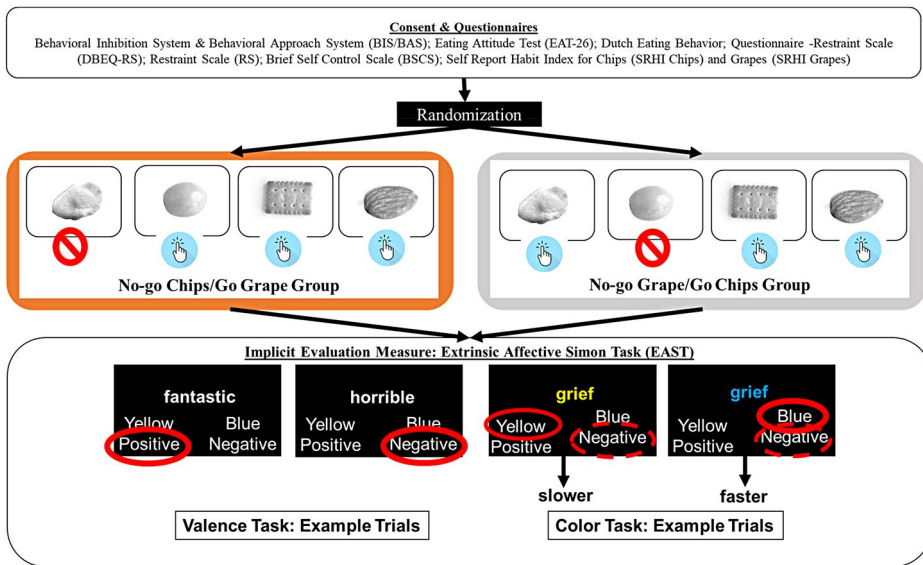 Consent & Questionnaires
Behavioral Inhibition System & Behavioral Approach System (BIS/BAS); Eating Attitude Test (EAT-26); Dutch Eating Behavior; Questionnaire -Restraint Scale
(DBEQ-RS); Restraint Scale (RS); Brief Self Control Scale (BSCS); Self Report Habit Index for Chips (SRHI Chips) and Grapes (SRHI Grapes)
Randomization
No-go Chips/Go Grape Group
No-go Grape/Go Chips Group
Implicit Evaluation Measure: Extrinsic Affective Simon Task (EAST)
fantastic
Yellow Blue
Positive Negative
horrible
Yellow Blue
Positive Negative
grief
Yellow Blue
Positive Negative
grief
Yellow Blue
Positive Negative
slower
faster
Valence Task: Example Trials
Color Task: Example Trials